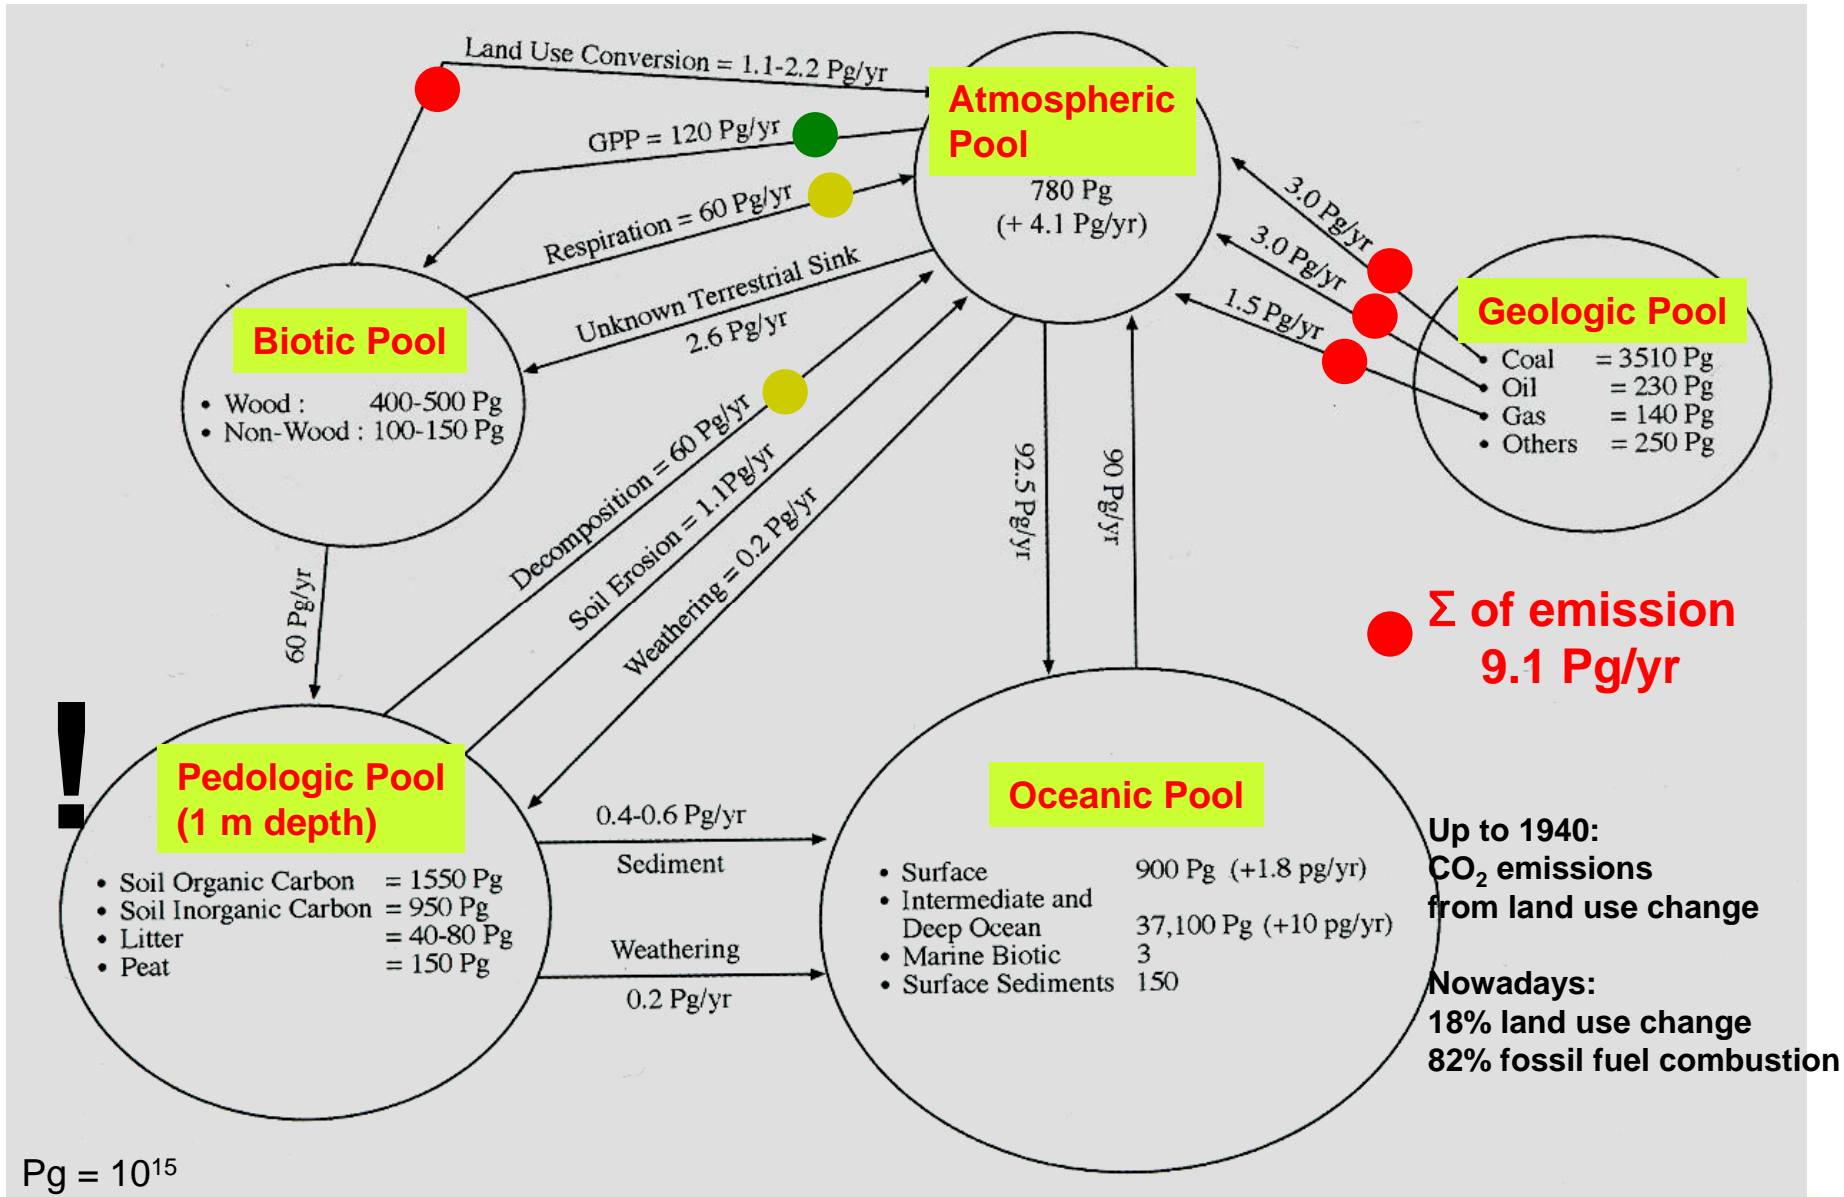 Land Use Conversion = 1.1-2.2 Pg/yr
GPP = 120 Pg/yr
Respiration = 60 Pg/yr
Unknown Terrestrial Sink
2.6 Pg/yr
Atmospheric
Pool
780 Pg
(+ 4.1 Pg/yr)
3.0 Pg/yr
3.0 Pg/yr
1.5 Pg/yr
Geologic Pool
• Coal = 3510 Pg
• Oil = 230 Pg
• Gas = 140 Pg
• Others = 250 Pg
Biotic Pool
• Wood : 400-500 Pg
• Non-Wood : 100-150 Pg
Decomposition = 60 Pg/yr
Soil Erosion = 1.1Pg/yr
Weathering = 0.2 Pg/yr
92.5 Pg/yr
90 Pg/yr
60 Pg/yr
Σ of emission
9.1 Pg/yr
!
Pedologic Pool
(1 m depth)
• Soil Organic Carbon = 1550 Pg
• Soil Inorganic Carbon = 950 Pg
• Litter = 40-80 Pg
• Peat = 150 Pg
0.4-0.6 Pg/yr
Sediment
Weathering
0.2 Pg/yr
Oceanic Pool
• Surface 900 Pg (+1.8 pg/yr)
• Intermediate and
Deep Ocean 37,100 Pg (+10 pg/yr)
• Marine Biotic 3
• Surface Sediments 150
Up to 1940:
CO₂ emissions
from land use change
Nowadays:
18% land use change
82% fossil fuel combustion
Pg = 10¹⁵